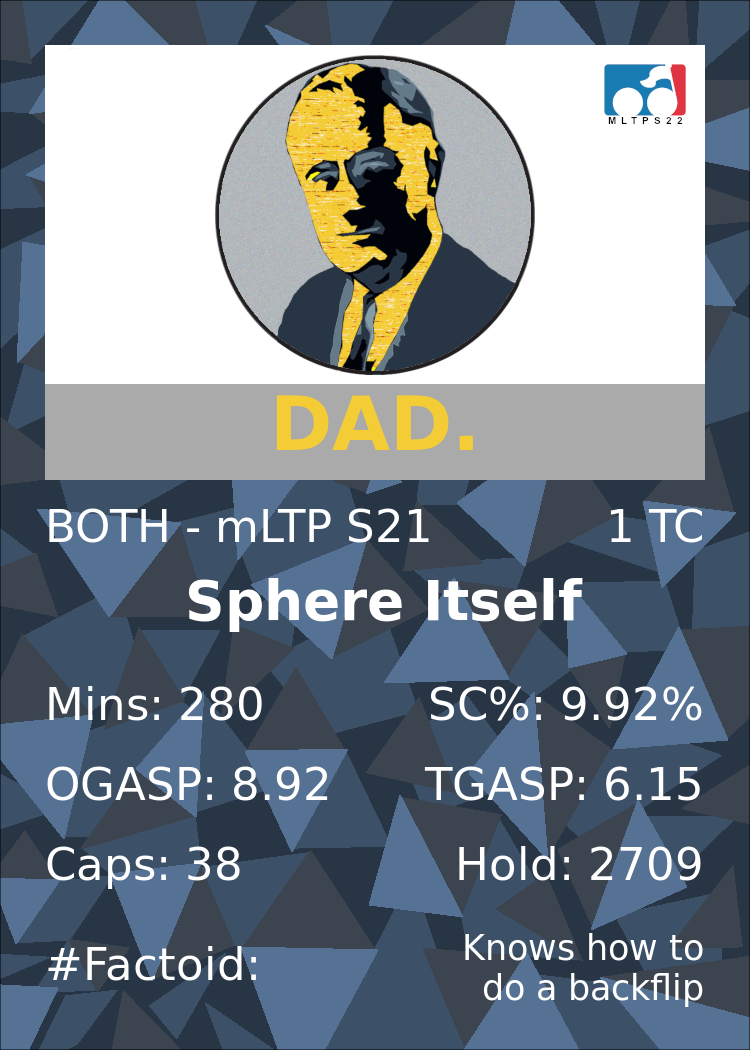 MLTPS22
DAD.
BOTH - mLTP S21 1 TC
Sphere Itself
Mins: 280 SC%: 9.92%
OGASP: 8.92 TGASP: 6.15
Caps: 38 Hold: 2709
#Factoid: Knows how to
do a backflip